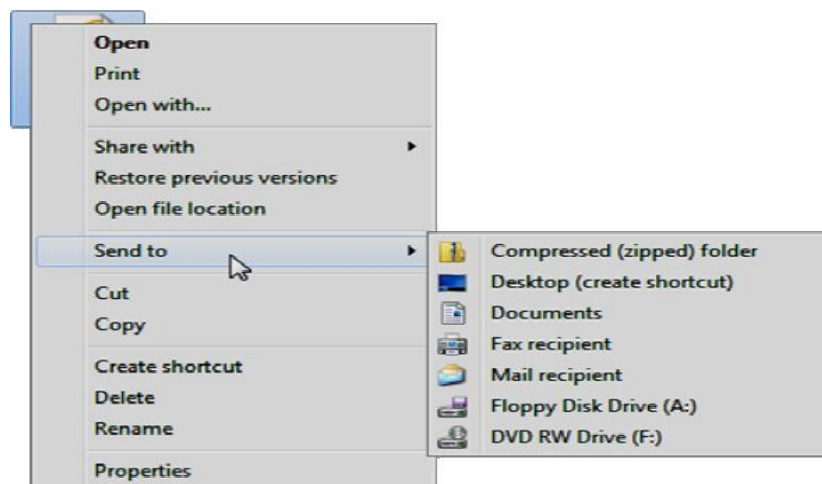 Open
Print
Open with...
Share with
Restore previous versions
Open file location
Send to
Cut
Copy
Create shortcut
Delete
Rename
Properties
Compressed (zipped) folder
Desktop (create shortcut)
Documents
Fax recipient
Mail recipient
Floppy Disk Drive (A:)
DVD RW Drive (F:)